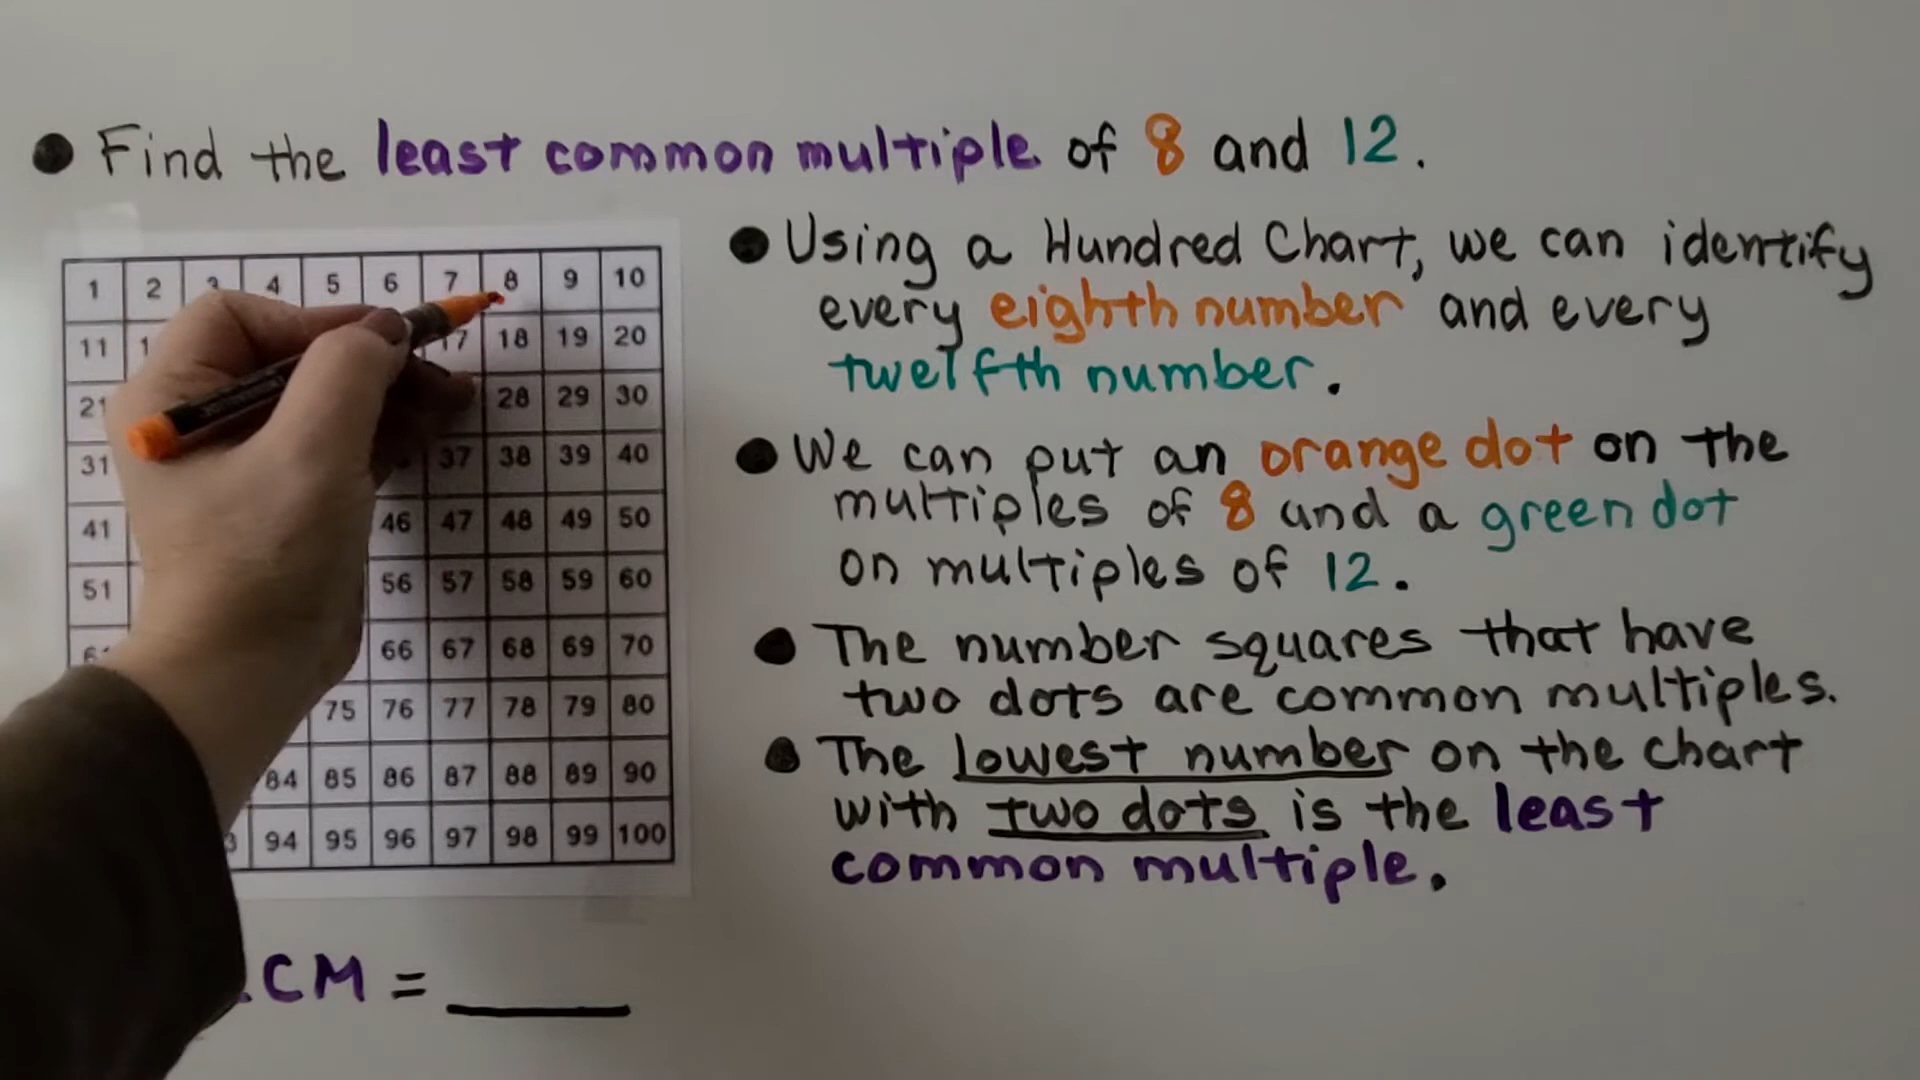 Find the least common multiple of 8 and 12.
1 2 3 4 5 6 7 8 9 10
11 17 18 19 20
21 28 29 30
31 37 38 39 40
41 46 47 48 49 50
51 56 57 58 59 60
66 67 68 69 70
75 76 77 78 79 80
84 85 86 87 88 89 90
94 95 96 97 98 99 100
.CM =
Using a Hundred Chart, we can identify
every eighth number and every
twelfth number.
We can put an orange dot on the
multiples of 8 and a green dot
on multiples of 12.
The number squares that have
two dots are common multiples.
The lowest number on the chart
with two dots is the least
common multiple.